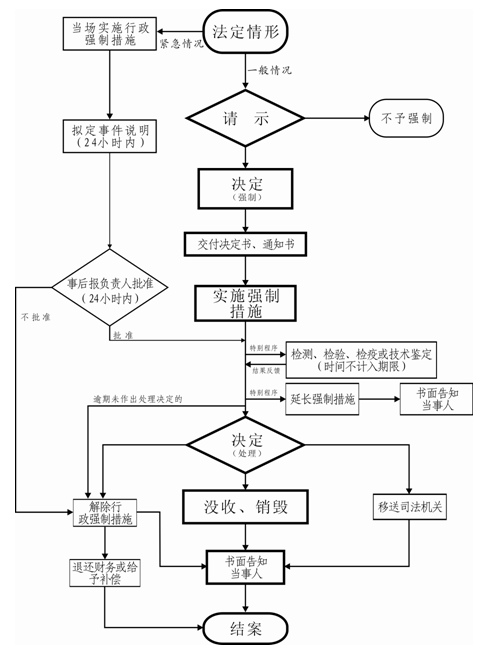 当场实施行政
强制措施
紧急情况
法定情形
一般情况
请 示
不予强制
拟定事件说明
（24小时内）
决定
（强制）
交付决定书、通知书
事后报负责人批准
（24小时内）
实施强制
措施
不批准
批准
特别程序
检测、检验、检疫或技术鉴定
（时间不计入期限）
结果反馈
特别程序
延长强制措施
书面告知
当事人
逾期未作出处理决定的
决定
（处理）
解除行
政强制措施
没收、销毁
移送司法机关
退还财务或给
予补偿
书面告知
当事人
结案